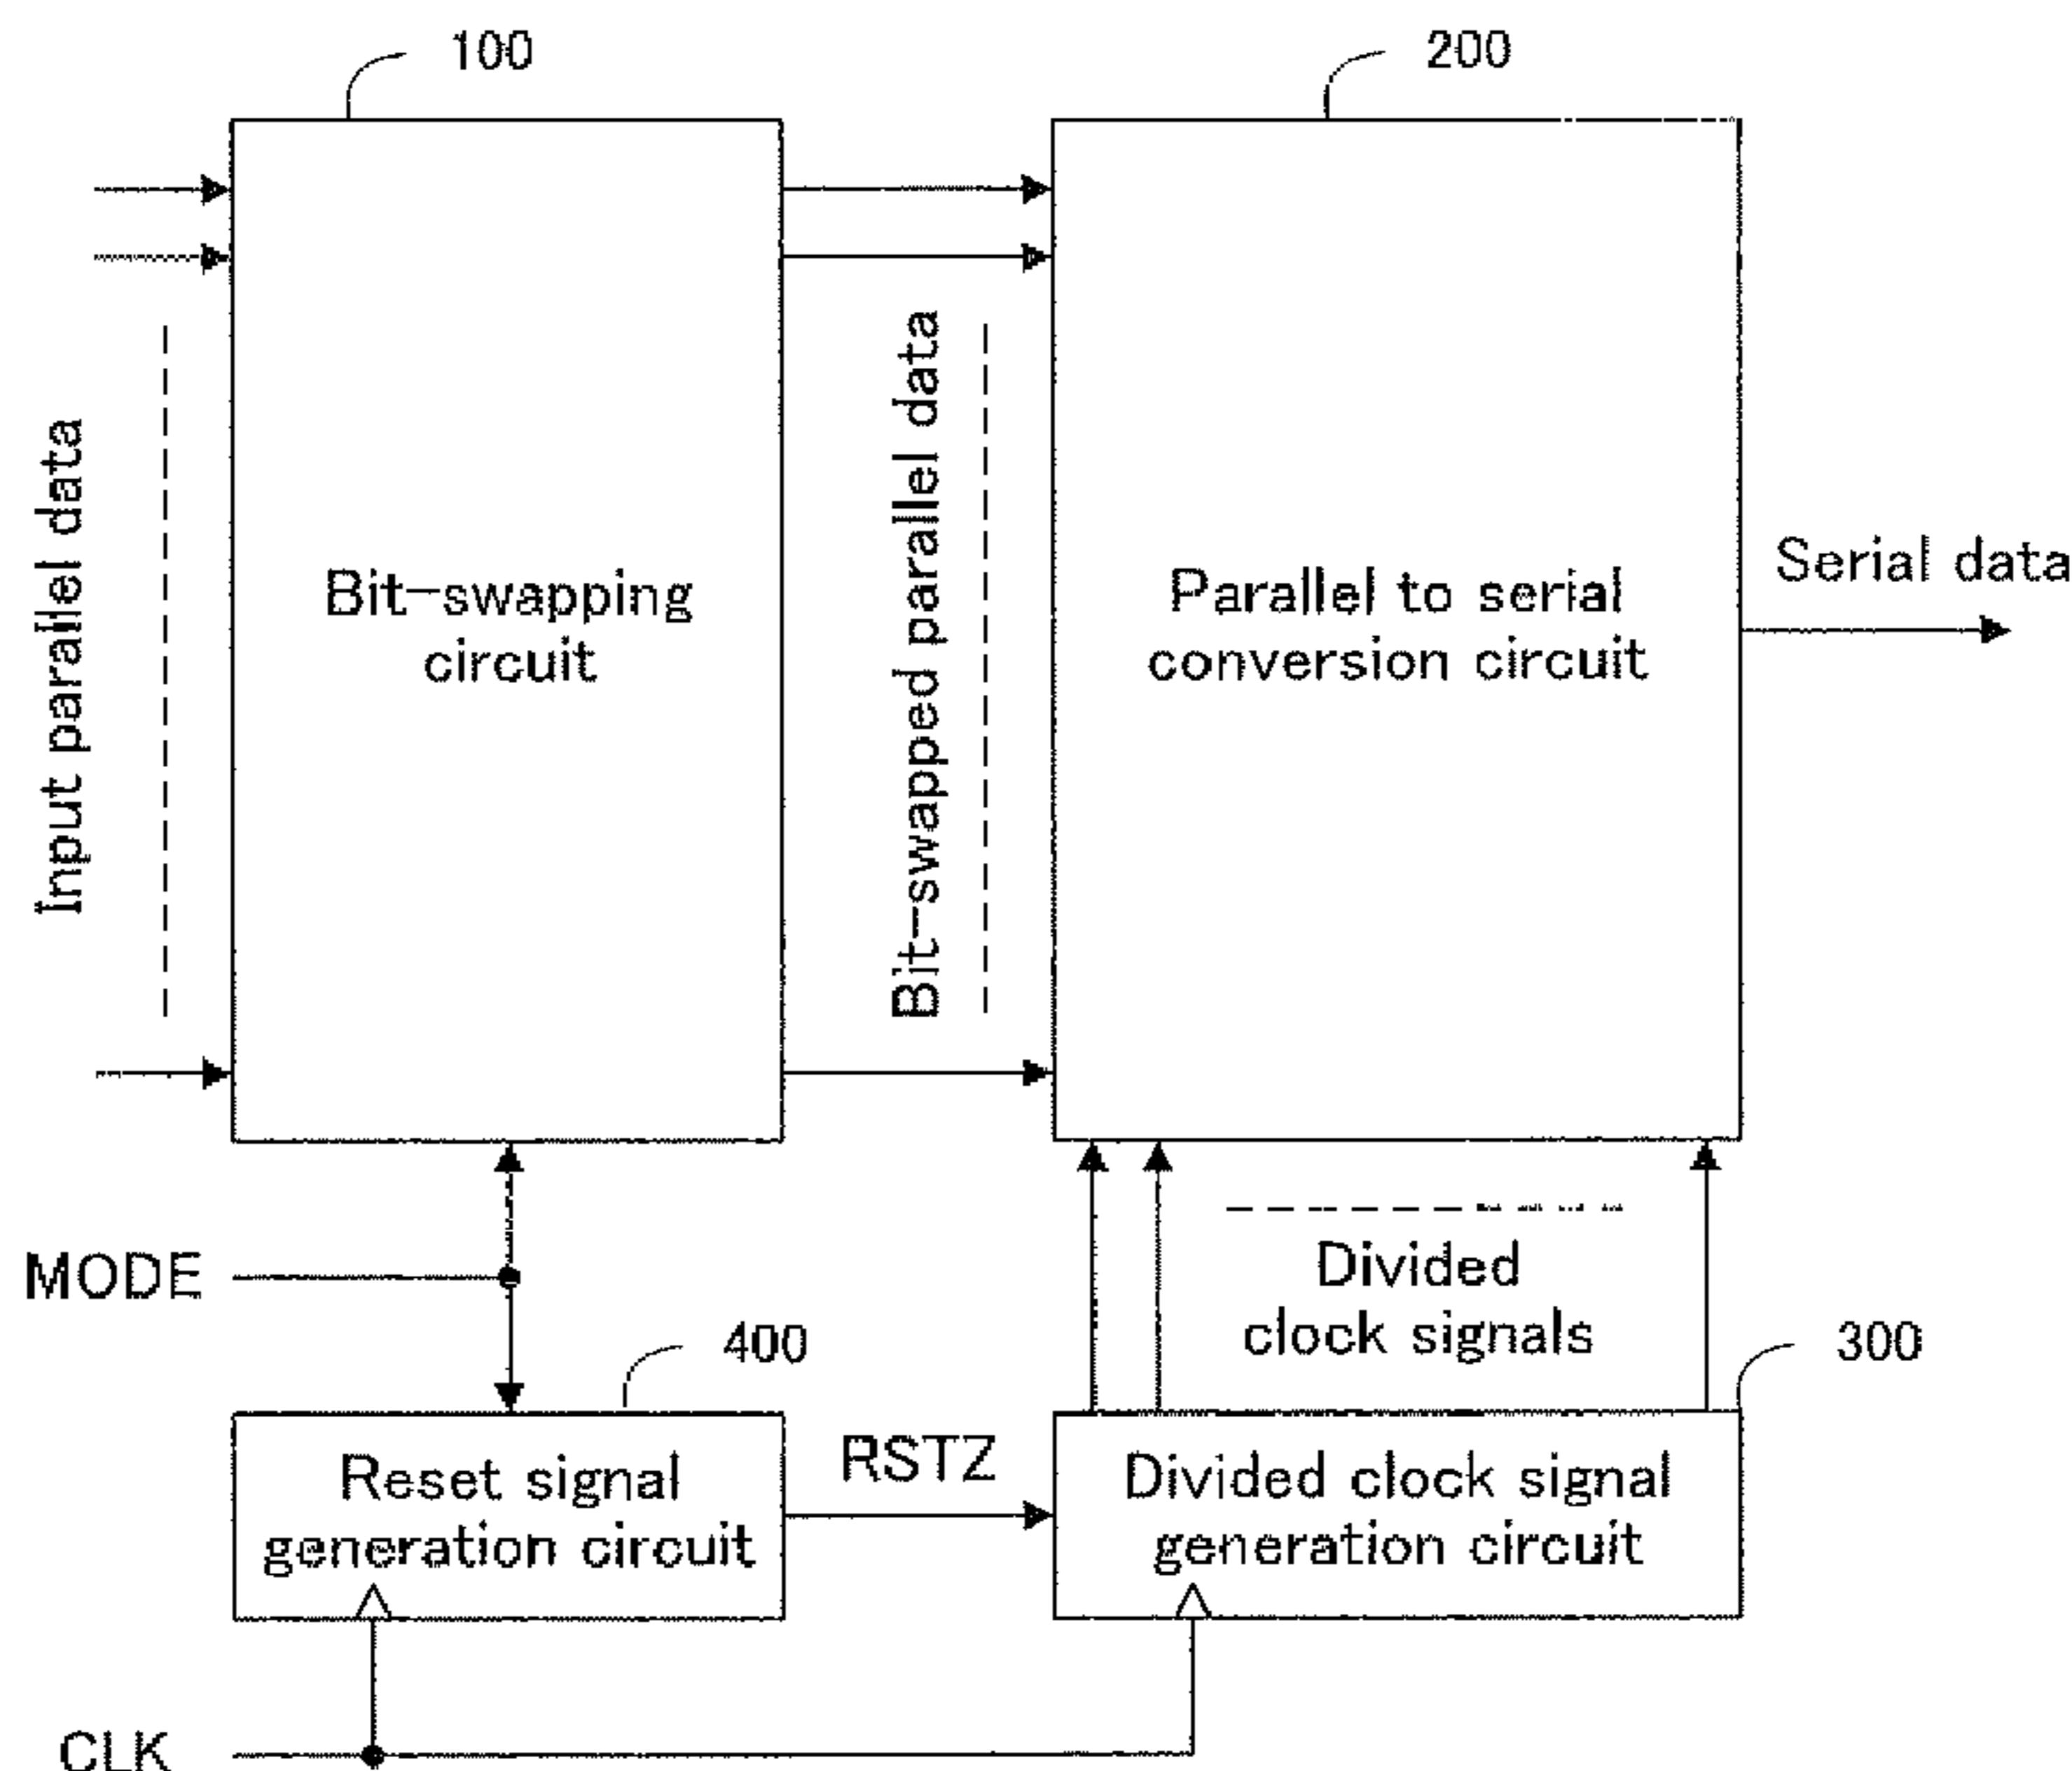 100
200
Input parallel data
Bit-swapping
circuit
Bit-swapped parallel data
Parallel to serial
conversion circuit
Serial data
MODE
Divided
clock signals
400
300
Reset signal
generation circuit
RSTZ
Divided clock signal
generation circuit
CLK